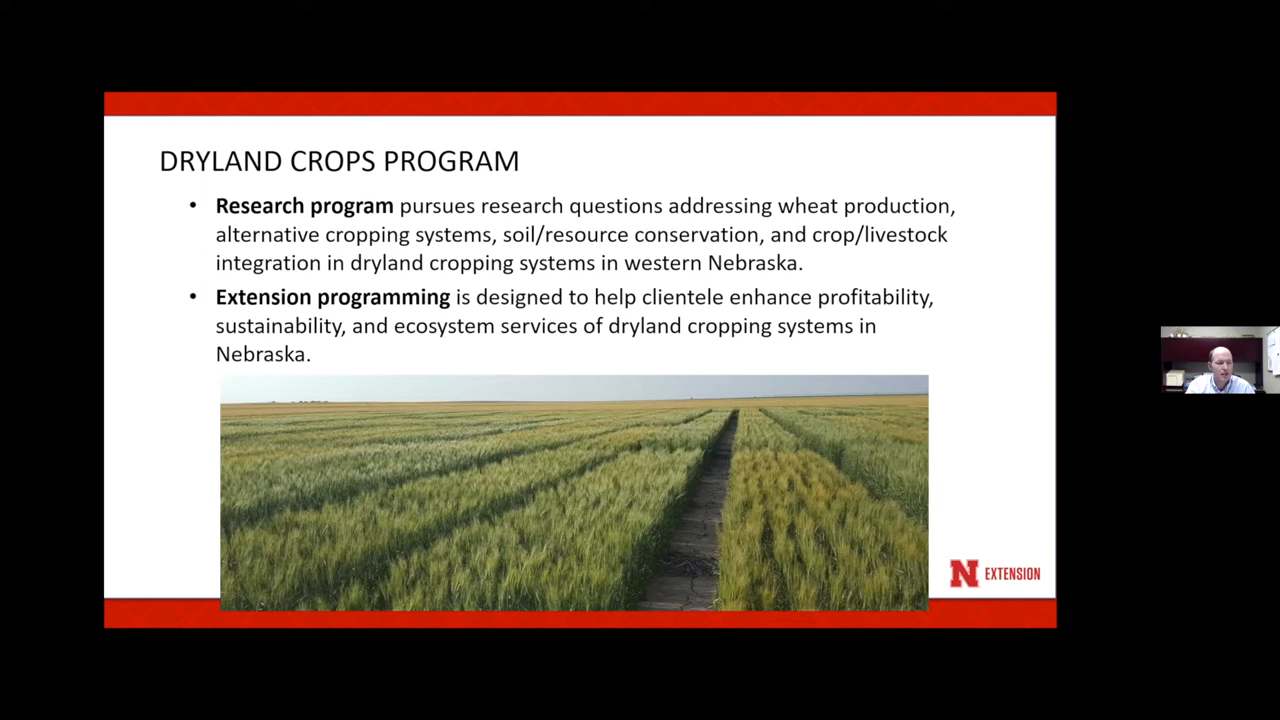 DRYLAND CROPS PROGRAM
• Research program pursues research questions addressing wheat production,
alternative cropping systems, soil/resource conservation, and crop/livestock
integration in dryland cropping systems in western Nebraska.
• Extension programming is designed to help clientele enhance profitability,
sustainability, and ecosystem services of dryland cropping systems in
Nebraska.
N EXTENSION